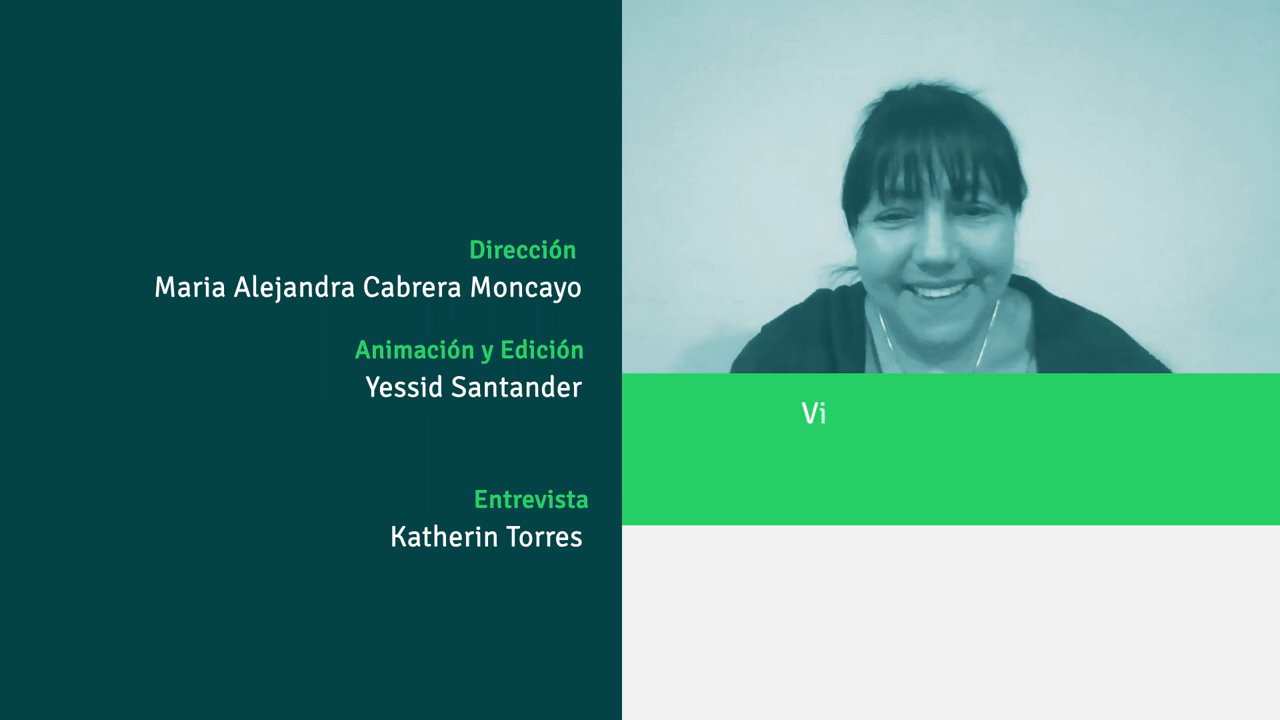 Dirección
Maria Alejandra Cabrera Moncayo
Animación y Edición
Yessid Santander
Entrevista
Katherin Torres
Vi